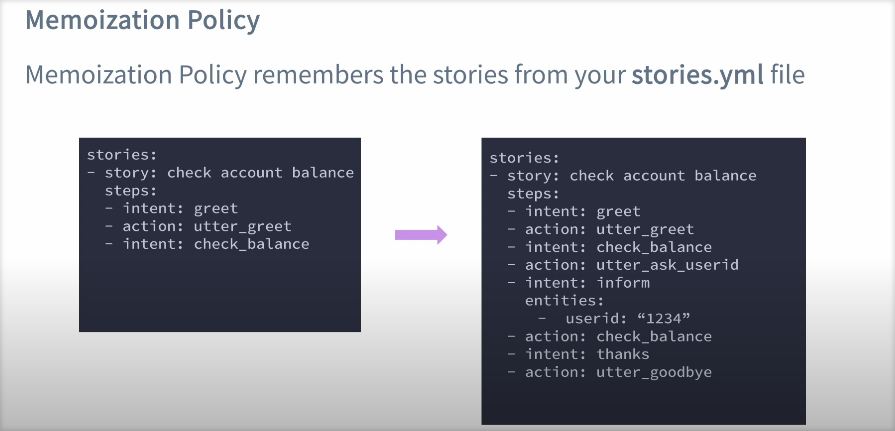 Memoization Policy
Memoization Policy remembers the stories from your stories.yml file
stories:
- story: check account balance
  steps:
  - intent: greet
  - action: utter_greet
  - intent: check_balance
stories:
- story: check account balance
  steps:
  - intent: greet
  - action: utter_greet
  - intent: check_balance
  - action: utter_ask_userid
  - intent: inform
    entities:
      - userid: “1234”
  - action: check_balance
  - intent: thanks
  - action: utter_goodbye